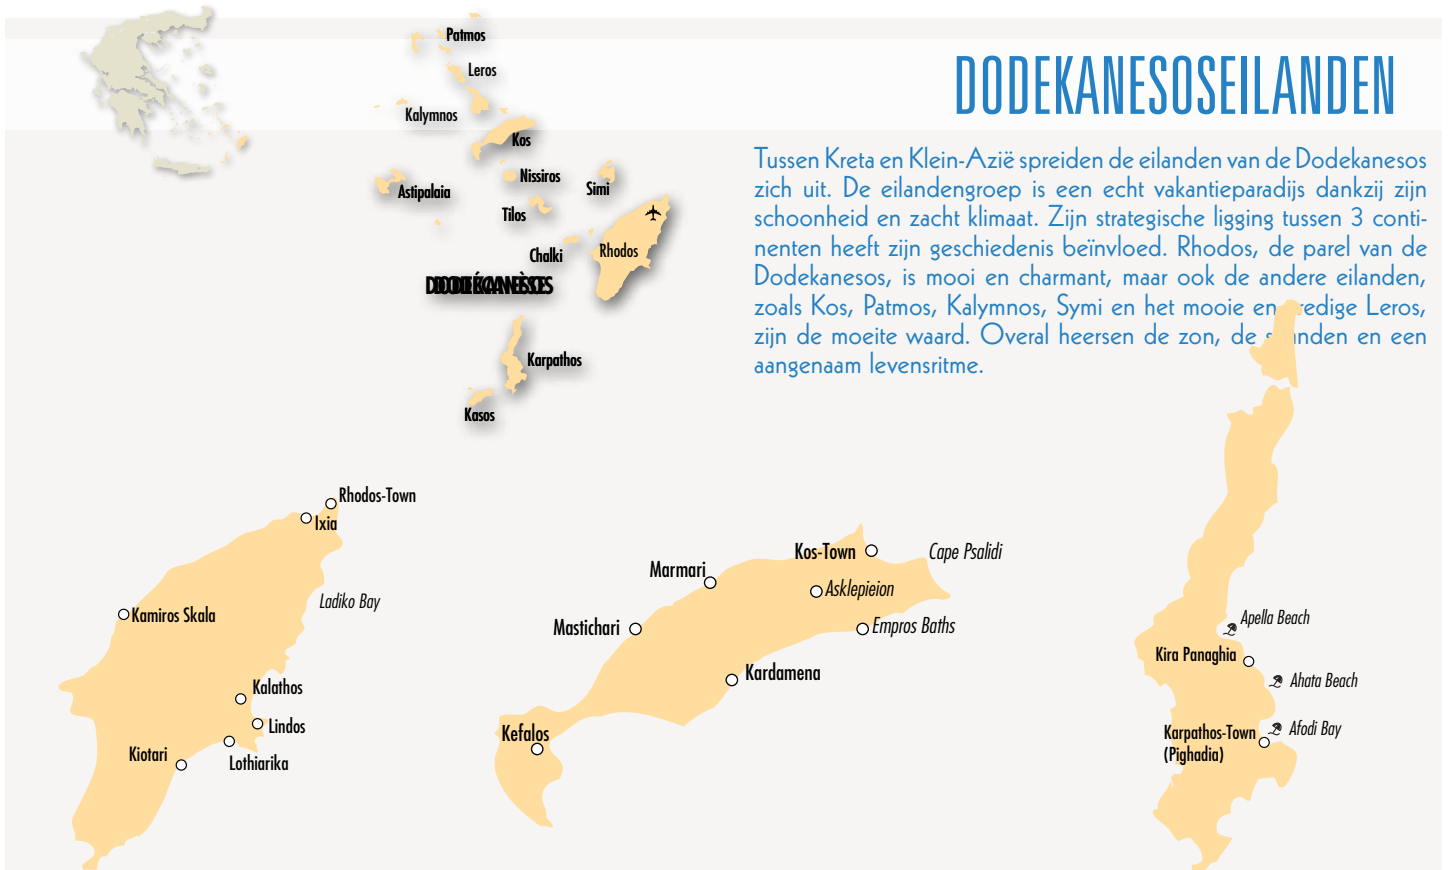 DODEKANESOSEILANDEN
Tussen Kreta en Klein-Azië spreiden de eilanden van de Dodekanesos
zich uit. De eilandengroep is een echt vakantieparadijs dankzij zijn
schoonheid en zacht klimaat. Zijn strategische ligging tussen 3 conti-
nenten heeft zijn geschiedenis beïnvloed. Rhodos, de parel van de
Dodekanesos, is mooi en charmant, maar ook de andere eilanden,
zoals Kos, Patmos, Kalymnos, Symi en het mooie en Leros,
zijn de moeite waard. Overal heersen de zon, de en een
aangenaam levensritme.
Patmos
Leros
Kalymnos
Kos
Nissiros
Simi
Astipalaia
Tilos
Chalki
Rhodos
Karpathos
Kasos
Rhodos-Town
Ixia
Ladiko Bay
Kamiros Skala
Kalathos
Lindos
Kiotari
Lothiarika
Kos-Town
Cape Psalidi
Marmari
Asklepieion
Mastichari
Empros Baths
Kardamena
Kefalos
Apella Beach
Kira Panaghia
Ahata Beach
Afodi Bay
Karpathos-Town
(Pighadia)